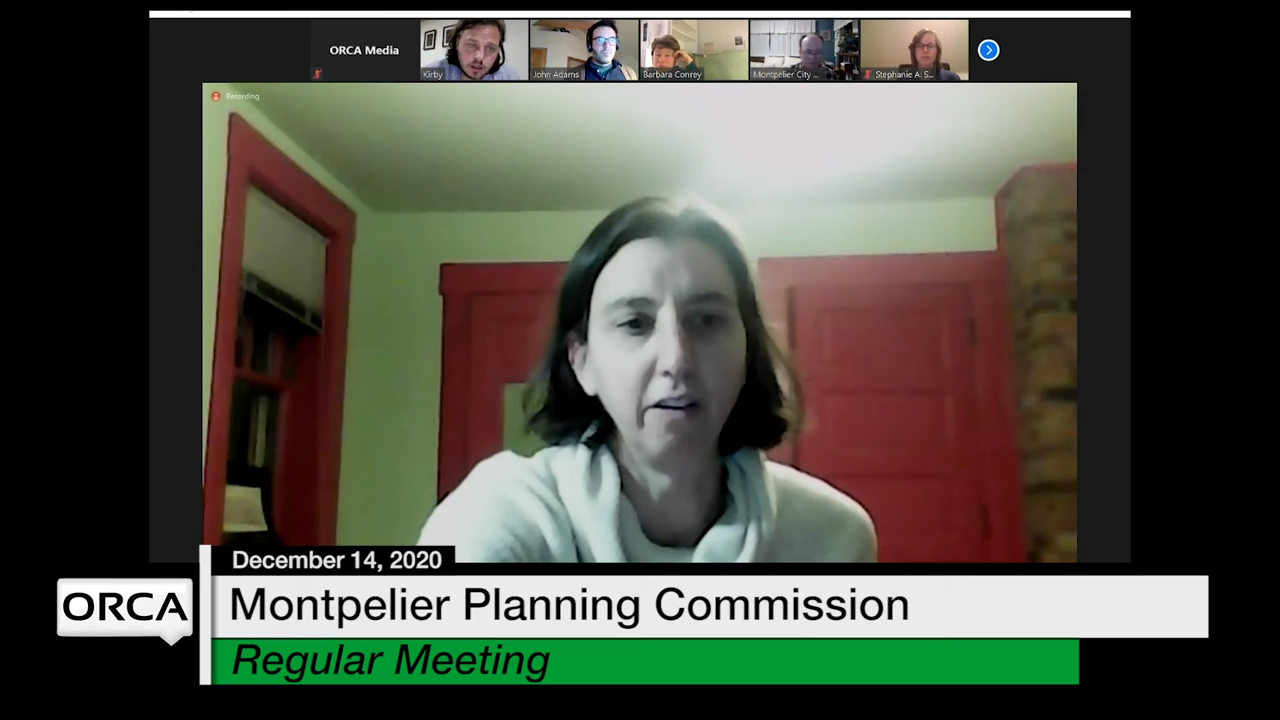 ORCA Media
Kirby
John Adams
Barbara Conrey
Montpelier City ...
Stephanie A. S...
Recording
December 14, 2020
ORCA
Montpelier Planning Commission
Regular Meeting